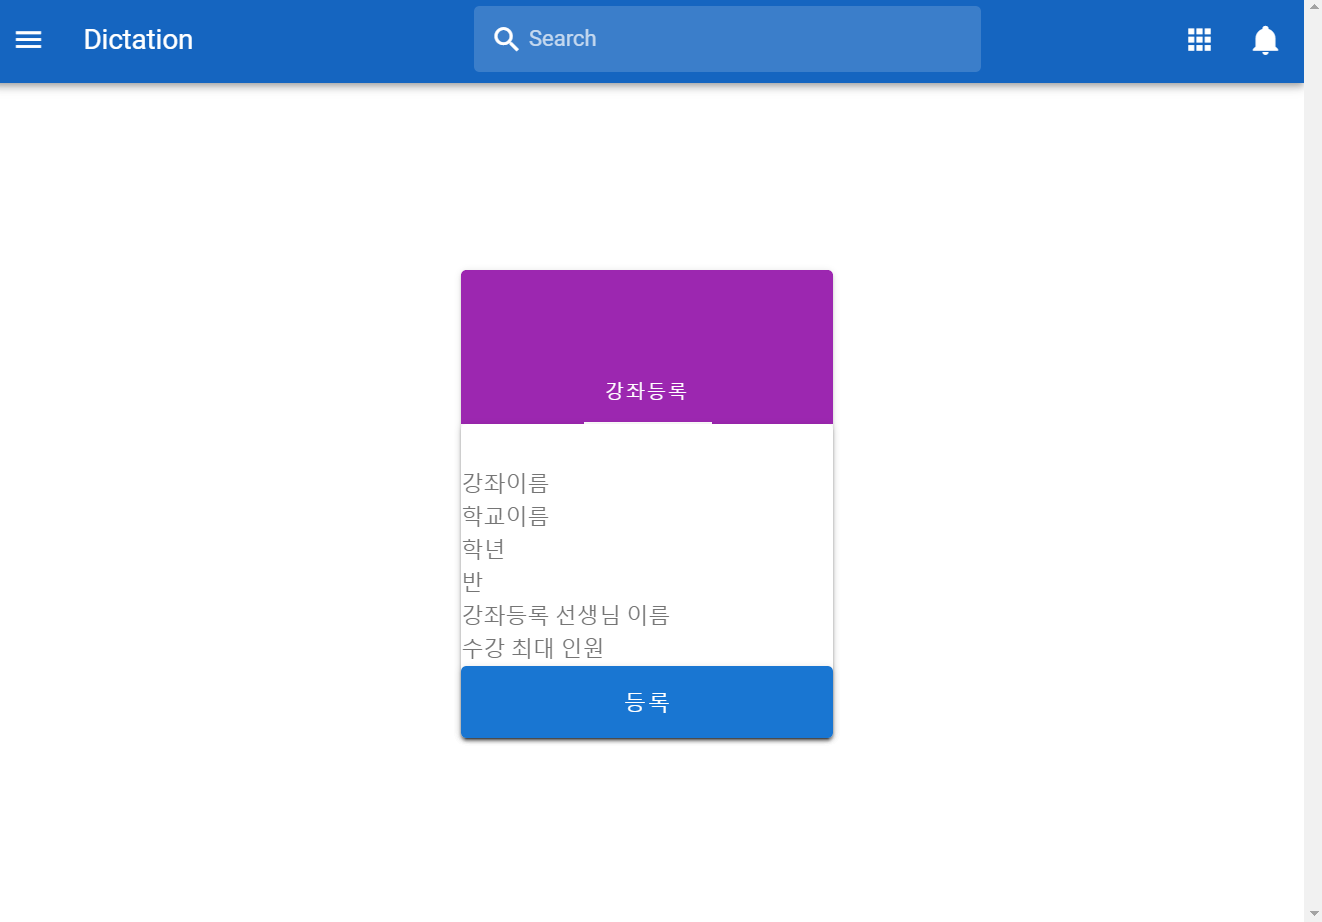 Dictation
Search
강좌등록
강좌이름
학교이름
학년
반
강좌등록 선생님 이름
수강 최대 인원
등록